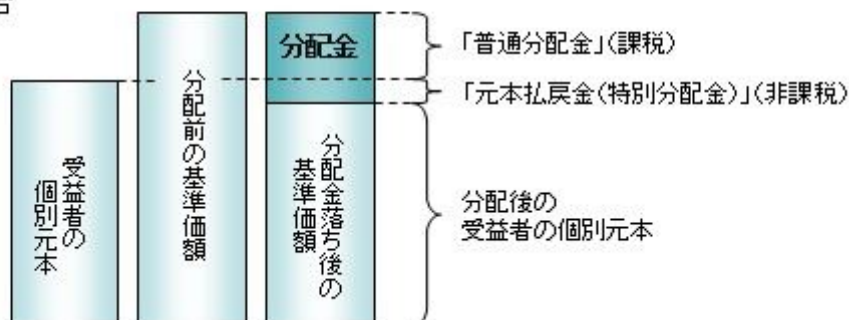 分配金
「普通分配金」(課税)
「元本払戻金(特別分配金)」(非課税)
受益者の
個別元本
分配前の基準価額
分配金落ち後の
基準価額
分配後の
受益者の個別元本